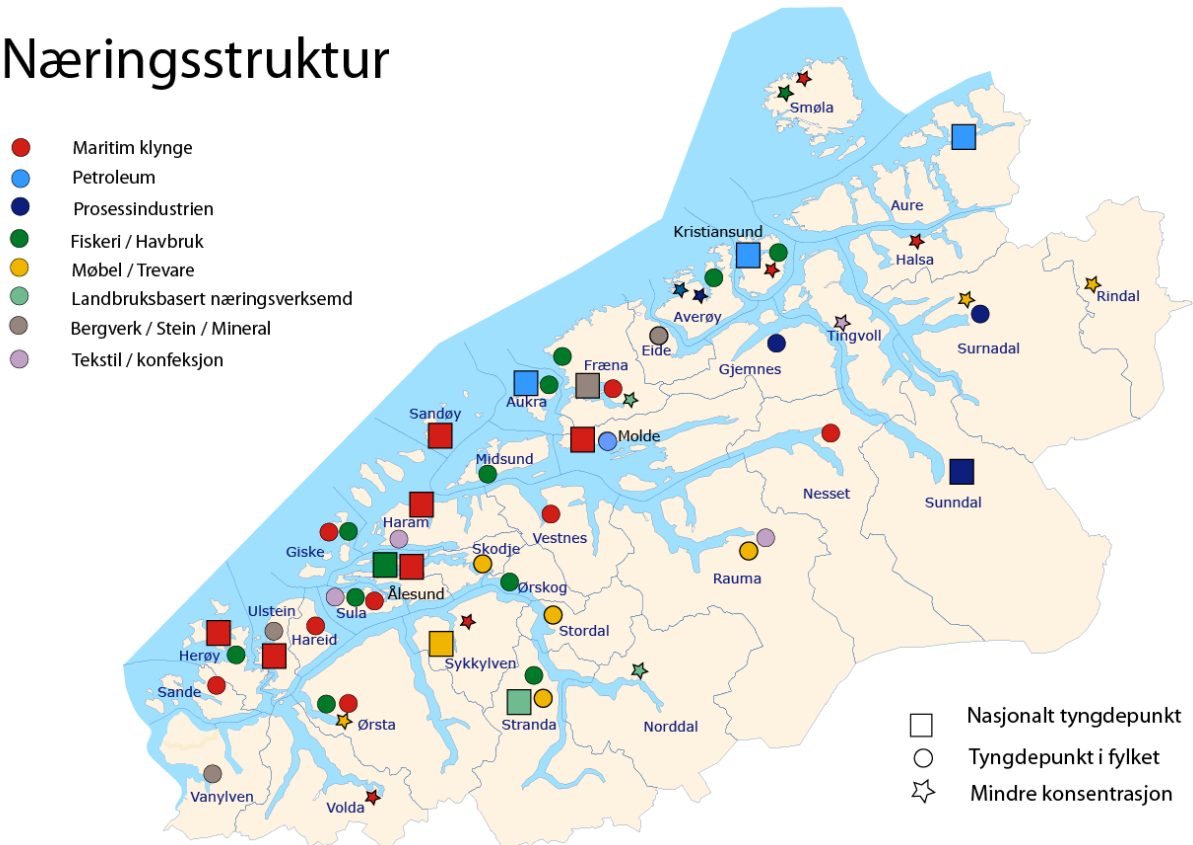 Næringsstruktur
Maritim klynge
Petroleum
Prosessindustrien
Fiskeri / Havbruk
Møbel / Trevare
Landbruksbasert næringsverksemd
Bergverk / Stein / Mineral
Tekstil / konfeksjon
Smøla
Aure
Kristiansund
Halsa
Rindal
Averøy
Tingvoll
Surnadal
Eide
Gjemnes
Fræna
Aukra
Sandøy
Molde
Midsund
Nesset
Sunndal
Haram
Vestnes
Giske
Skodje
Rauma
Ørskog
Ålesund
Sula
Ulstein
Hareid
Stordal
Herøy
Sykkylven
Sande
Ørsta
Stranda
Norddal
Vanylven
Volda
Nasjonalt tyngdepunkt
Tyngdepunkt i fylket
Mindre konsentrasjon